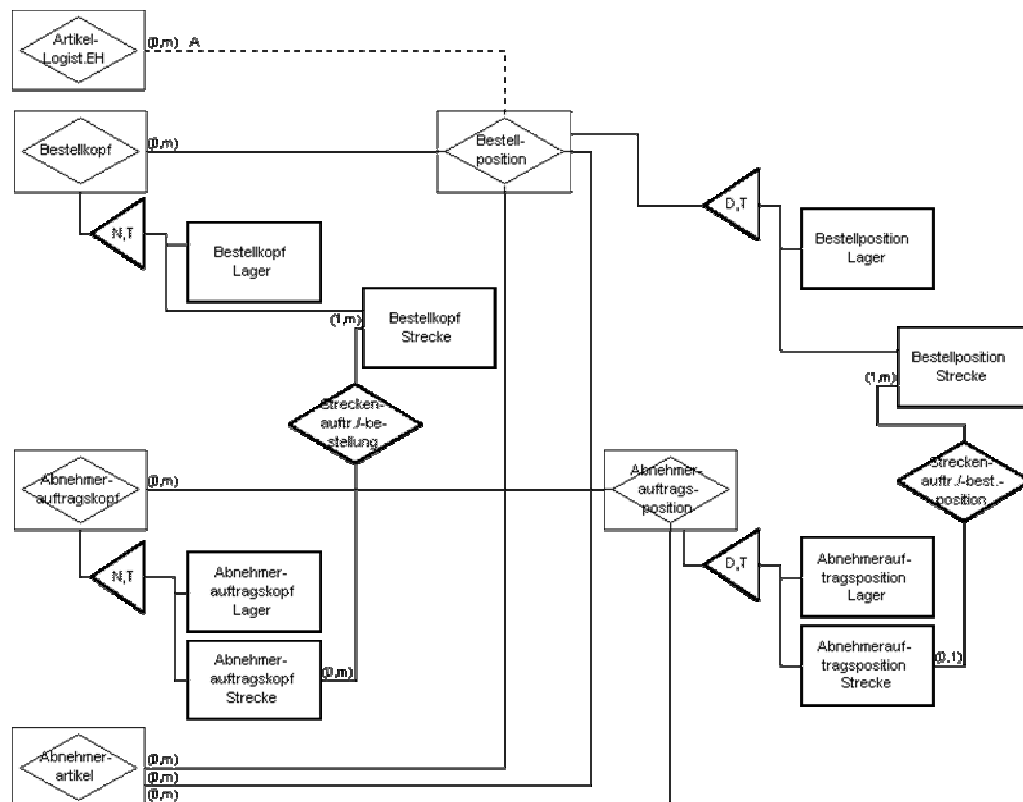 Artikel-
Logist.EH
(0,m) A
Bestellkopf
(0,m)
Bestell-
position
N,T
D,T
Bestellkopf
Lager
Bestellposition
Lager
(1,m)
Bestellkopf
Strecke
Bestellposition
Strecke
(1,m)
Strecken-
auftr./-be-
stellung
Abnehmer-
auftragskopf
(0,m)
Abnehmer-
auftrags-
position
Strecken-
auftr./-best.-
position
N,T
D,T
Abnehmer-
auftragskopf
Lager
Abnehmerauf-
tragsposition
Lager
Abnehmer-
auftragskopf
Strecke
(0,m)
Abnehmerauf-
tragsposition
Strecke
(0,1)
Abnehmer-
artikel
(0,m)
(0,m)
(0,m)